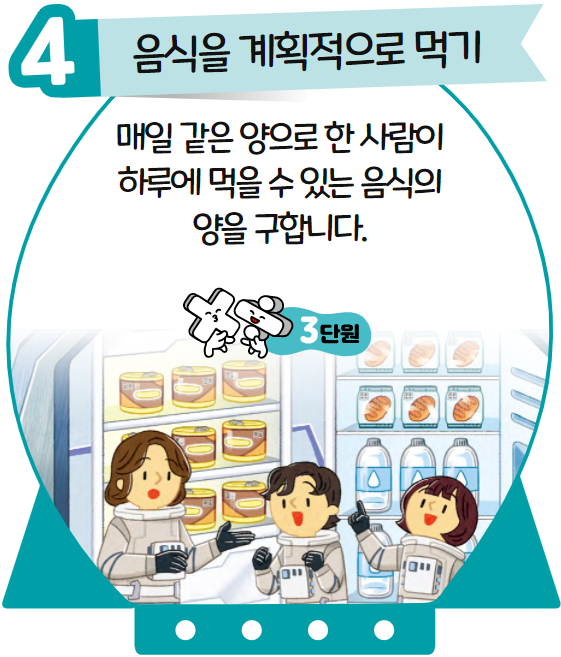 4
음식을 계획적으로 먹기
매일 같은 양으로 한 사람이
하루에 먹을 수 있는 음식의
양을 구합니다.
3단원